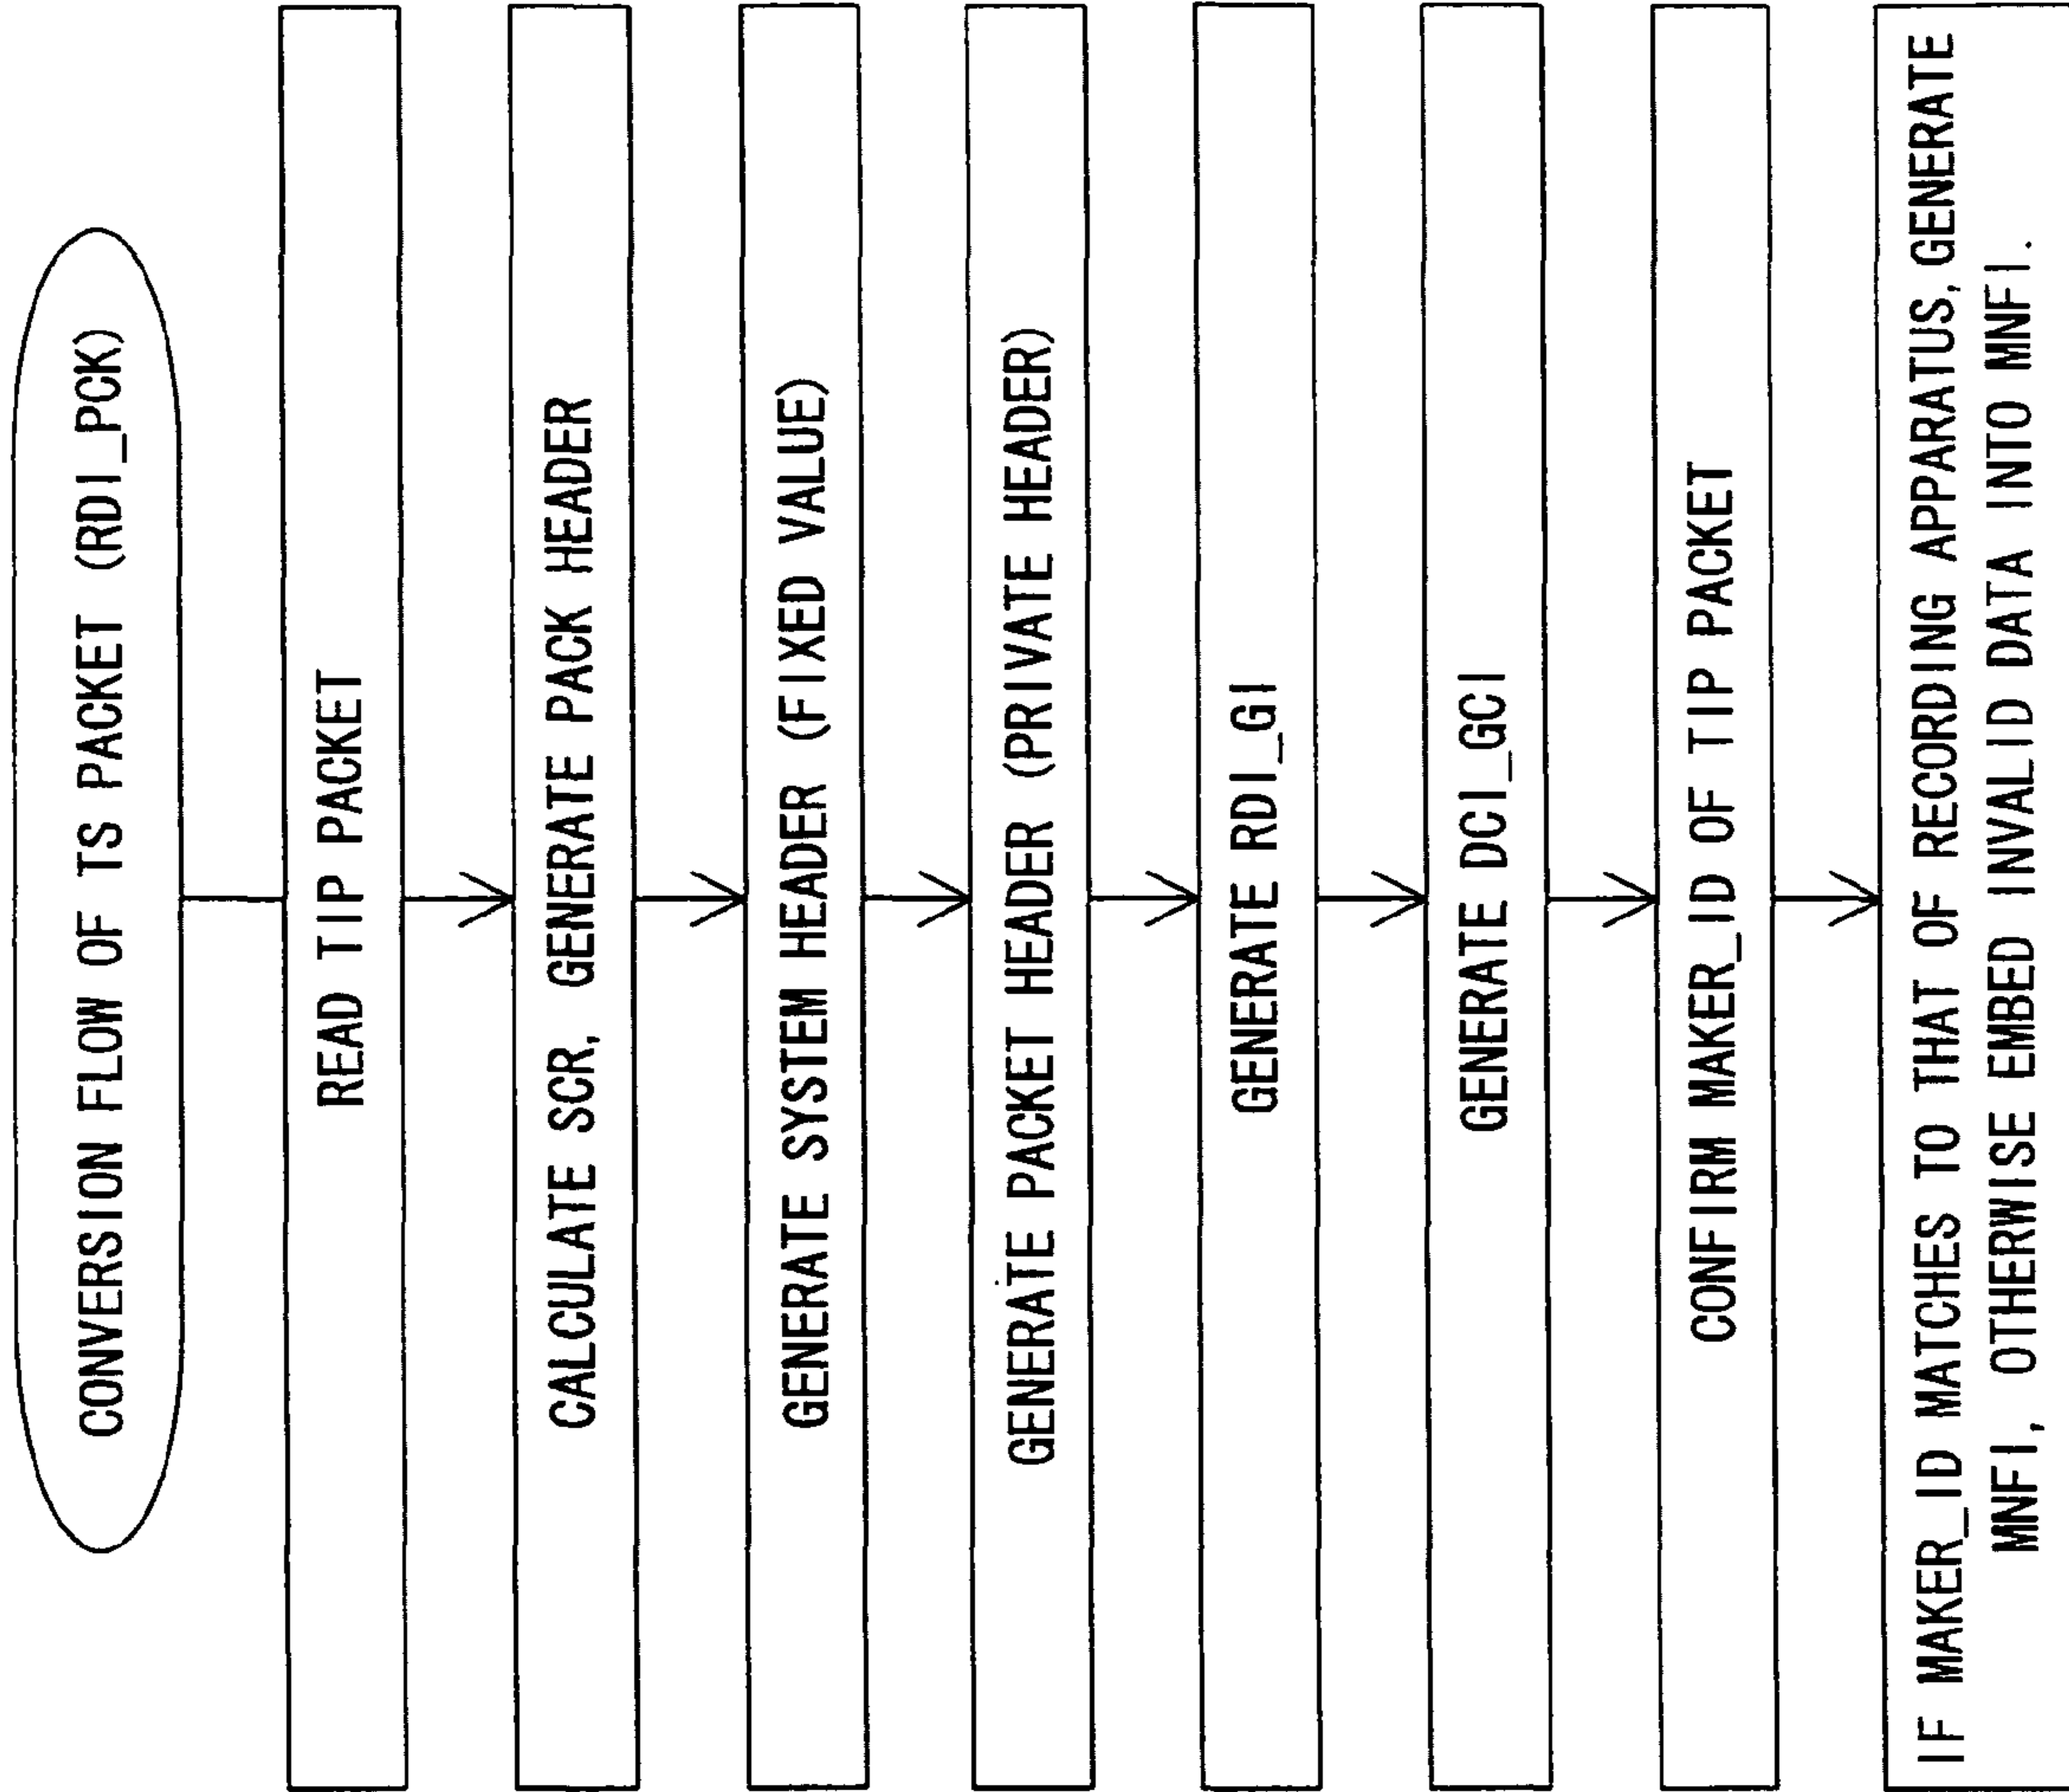 CONVERSION FLOW OF TS PACKET (RDI_PCK)
READ TIP PACKET
CALCULATE SCR, GENERATE PACK HEADER
GENERATE SYSTEM HEADER (FIXED VALUE)
GENERATE PACKET HEADER (PRIVATE HEADER)
GENERATE RDI_GI
GENERATE DCI_GCI
CONFIRM MAKER_ID OF TIP PACKET
IF MAKER_ID MATCHES TO THAT OF RECORDING APPARATUS, GENERATE
MNFI, OTHERWISE EMBED INVALID DATA INTO MNFI.